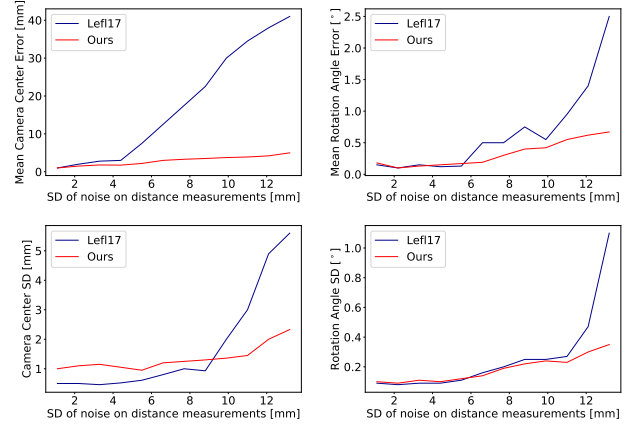 Mean Camera Center Error [mm]
40
30
20
10
0
Lefl17
Ours
2 4 6 8 10 12
SD of noise on distance measurements [mm]
Mean Rotation Angle Error [°]
2.5
2.0
1.5
1.0
0.5
0.0
Lefl17
Ours
2 4 6 8 10 12
SD of noise on distance measurements [mm]
Camera Center SD [mm]
5
4
3
2
1
Lefl17
Ours
2 4 6 8 10 12
SD of noise on distance measurements [mm]
Rotation Angle SD [°]
1.0
0.8
0.6
0.4
0.2
Lefl17
Ours
2 4 6 8 10 12
SD of noise on distance measurements [mm]